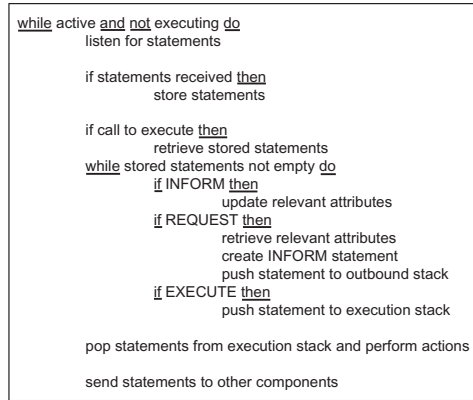 while active and not executing do
listen for statements
if statements received then
store statements
if call to execute then
retrieve stored statements
while stored statements not empty do
if INFORM then
update relevant attributes
if REQUEST then
retrieve relevant attributes
create INFORM statement
push statement to outbound stack
if EXECUTE then
push statement to execution stack
pop statements from execution stack and perform actions
send statements to other components